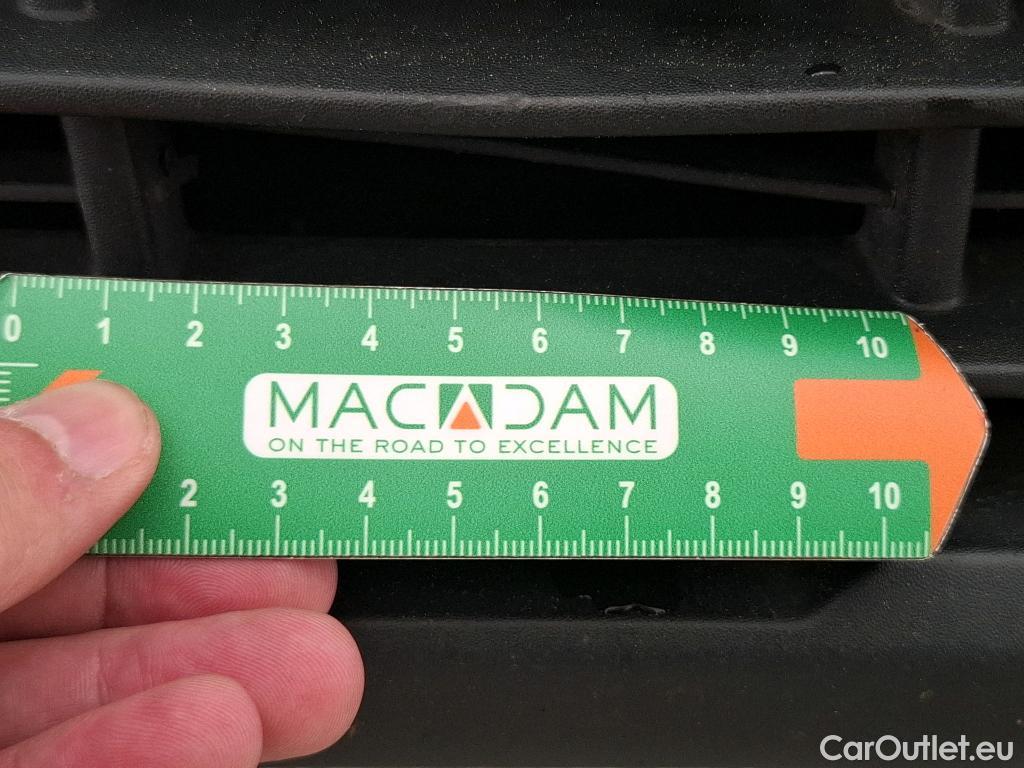 0 1 2 3 4 5 6 7 8 9 10
MACADAM
ON THE ROAD TO EXCELLENCE
2 3 4 5 6 7 8 9 10
CarOutlet.eu